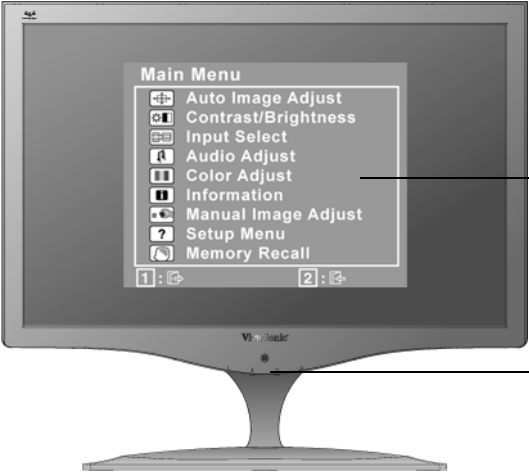 Main Menu
Auto Image Adjust
Contrast/Brightness
Input Select
Audio Adjust
Color Adjust
Information
Manual Image Adjust
? Setup Menu
Memory Recall
1 : 2 :
ViewSonic